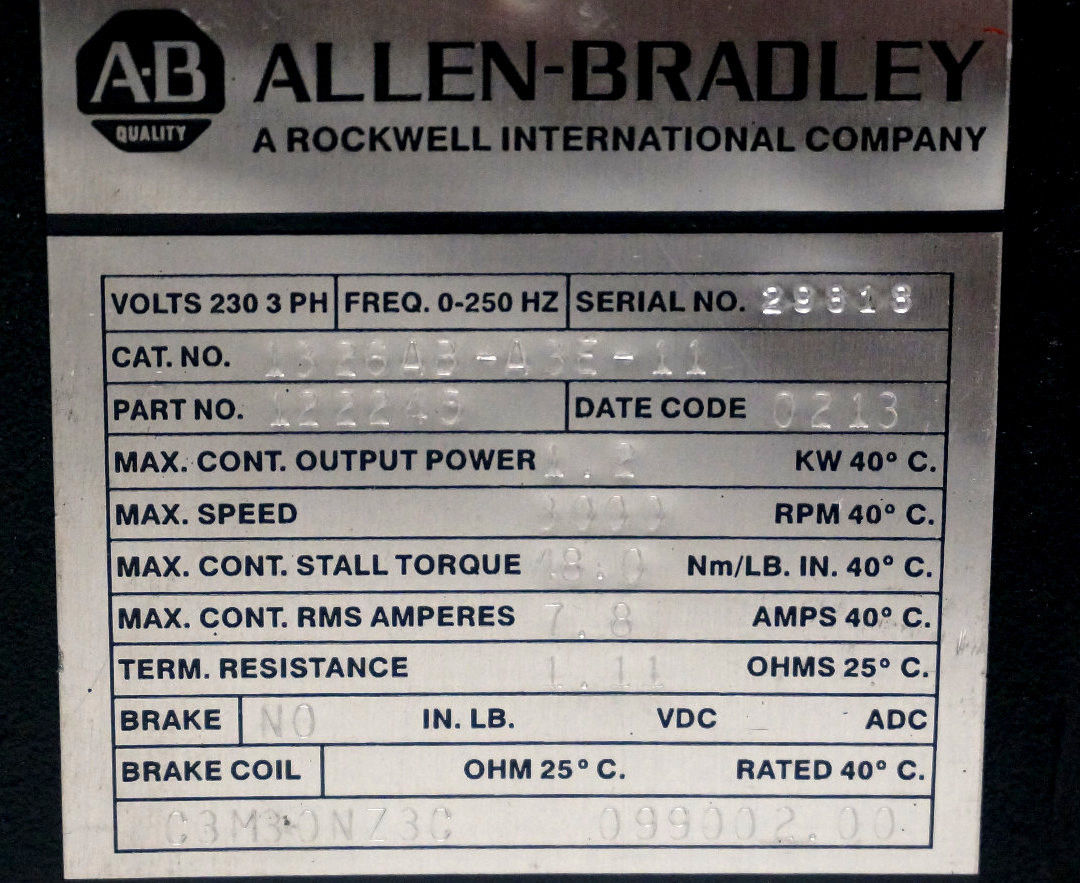 A·B ALLEN-BRADLEY
QUALITY A ROCKWELL INTERNATIONAL COMPANY
VOLTS 230 3 PH FREQ. 0-250 HZ SERIAL NO. 29818
CAT. NO. 1326AB-A3E-11
PART NO. 122245 DATE CODE 0213
MAX. CONT. OUTPUT POWER 1.2 KW 40° C.
MAX. SPEED 3000 RPM 40° C.
MAX. CONT. STALL TORQUE 48.0 Nm/LB. IN. 40° C.
MAX. CONT. RMS AMPERES 7.8 AMPS 40° C.
TERM. RESISTANCE 1.11 OHMS 25° C.
BRAKE NO IN. LB. VDC _ ADC
BRAKE COIL OHM 25° C. RATED 40° C.
C3M30NZ3C 099002.00